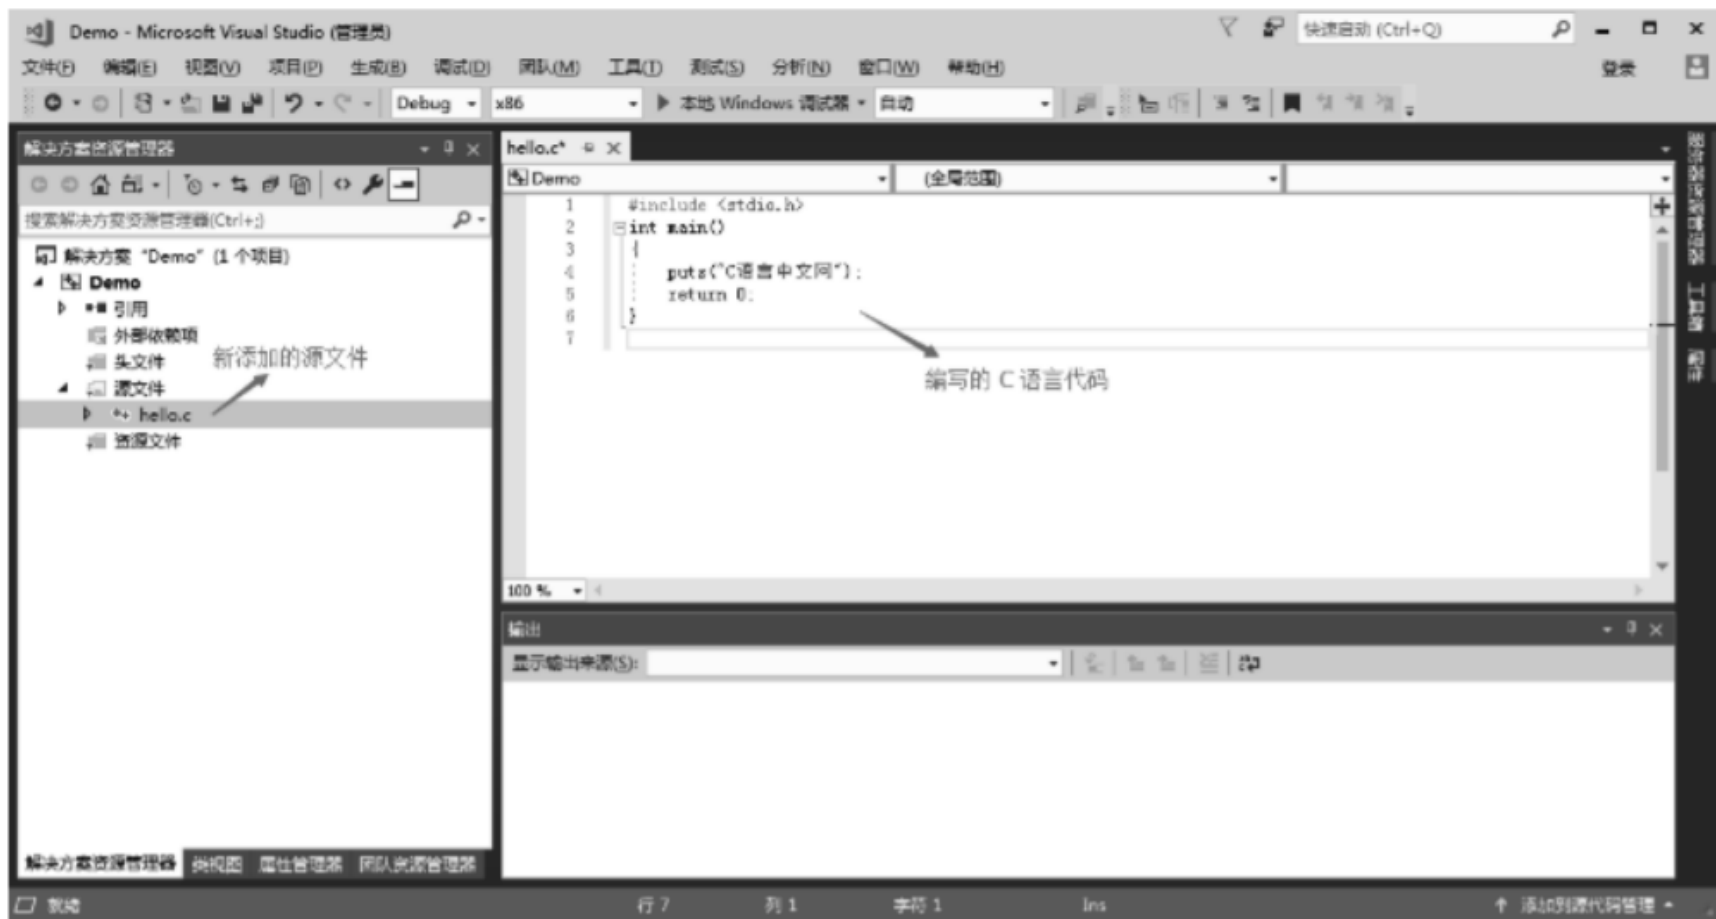 Demo - Microsoft Visual Studio (管理员)
快速启动 (Ctrl+Q)
文件(F) 编辑(E) 视图(V) 项目(P) 生成(B) 调试(D) 团队(M) 工具(T) 测试(S) 分析(N) 窗口(W) 帮助(H)
登录
Debug x86 本地 Windows 调试器 自动
解决方案资源管理器
搜索解决方案资源管理器(Ctrl+;)
解决方案 "Demo" (1 个项目)
Demo
引用
外部依赖项
头文件
新添加的源文件
源文件
hello.c
资源文件
解决方案资源管理器 类视图 属性管理器 团队资源管理器
hello.c*
Demo (全局范围)
1 #include <stdio.h>
2 int main()
3 {
4 puts("C语言中文网");
5 return 0;
6 }
7
编写的 C 语言代码
100 %
输出
显示输出来源(S):
工具箱
就绪 行 7 列 1 字符 1 Ins 添加到源代码管理